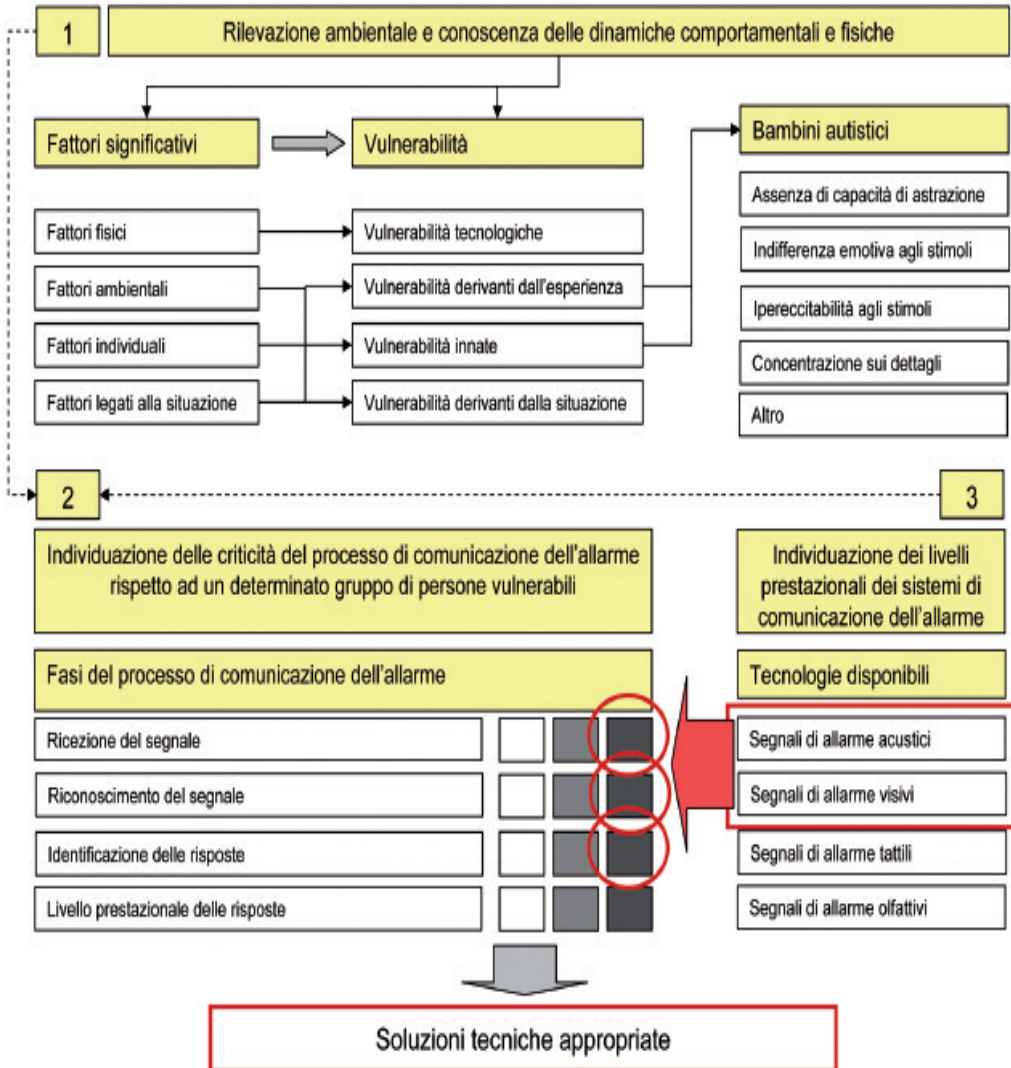 1
Rilevazione ambientale e conoscenza delle dinamiche comportamentali e fisiche
Fattori significativi
Vulnerabilità
Bambini autistici
Fattori fisici
Fattori ambientali
Fattori individuali
Fattori legati alla situazione
Vulnerabilità tecnologiche
Vulnerabilità derivanti dall'esperienza
Vulnerabilità innate
Vulnerabilità derivanti dalla situazione
Assenza di capacità di astrazione
Indifferenza emotiva agli stimoli
Ipereccitabilità agli stimoli
Concentrazione sui dettagli
Altro
2
3
Individuazione delle criticità del processo di comunicazione dell'allarme
rispetto ad un determinato gruppo di persone vulnerabili
Individuazione dei livelli
prestazionali dei sistemi di
comunicazione dell'allarme
Fasi del processo di comunicazione dell'allarme
Ricezione del segnale
Riconoscimento del segnale
Identificazione delle risposte
Livello prestazionale delle risposte
Tecnologie disponibili
Segnali di allarme acustici
Segnali di allarme visivi
Segnali di allarme tattili
Segnali di allarme olfattivi
Soluzioni tecniche appropriate